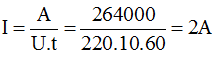 I = A / U.t = 264000 / 220.10.60 = 2A